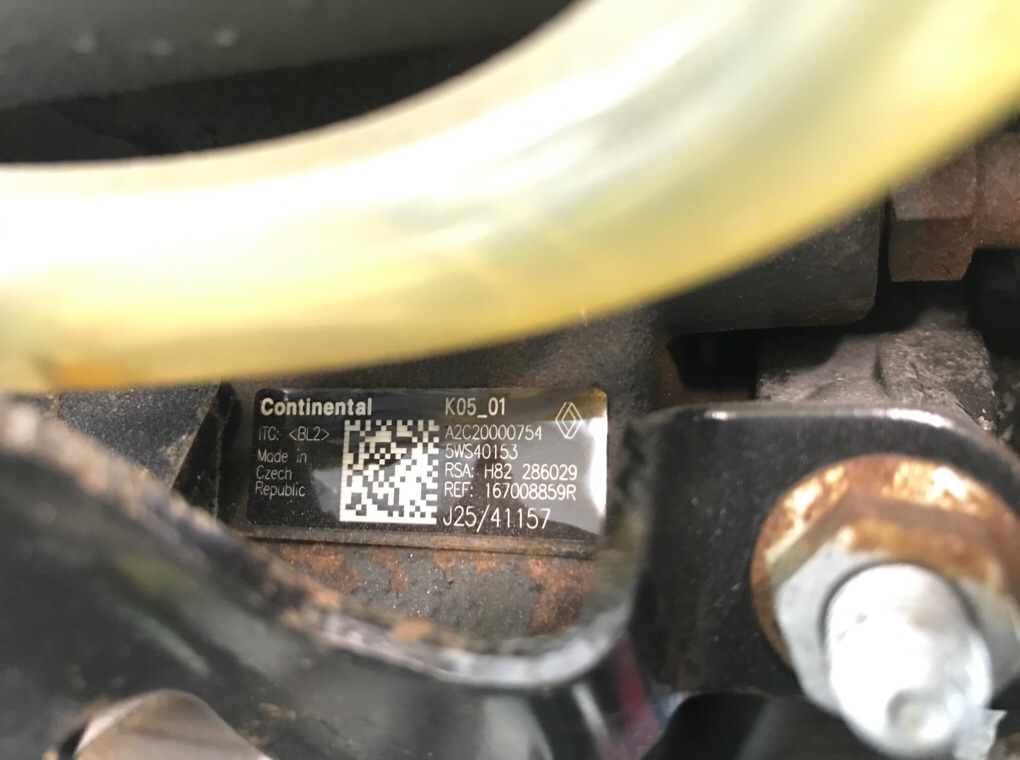 Continental
ITC: <BL2>
Made in
Czech
Republic
K05_01
A2C20000754
5WS40153
RSA: H82 286029
REF: 167008859R
J25/41157